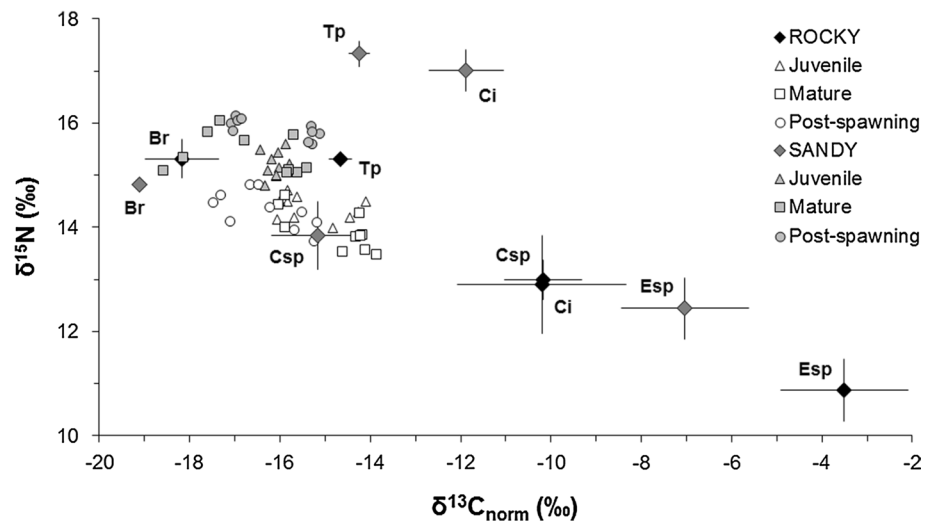 18
16
14
12
10
δ15N (‰)
-20 -18 -16 -14 -12 -10 -8 -6 -4 -2
δ13Cnorm (‰)
Tp
Ci
Br
Tp
Br
Csp
Csp
Ci
Esp
Esp
ROCKY
Juvenile
Mature
Post-spawning
SANDY
Juvenile
Mature
Post-spawning